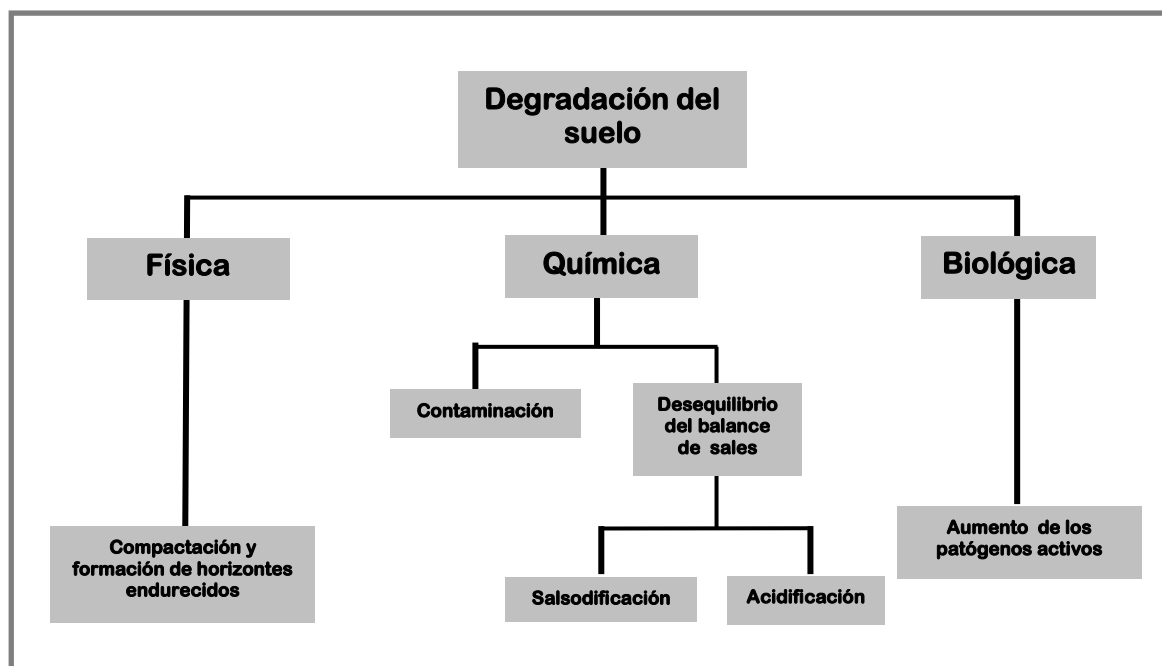 Degradación del
suelo
Física
Química
Biológica
Contaminación
Desequilibrio
del balance
de sales
Compactación y
formación de horizontes
endurecidos
Salsodificación
Acidificación
Aumento de los
patógenos activos